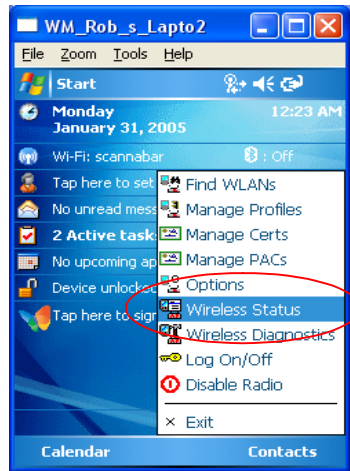 WM_Rob_s_Lapto2
File Zoom Tools Help
Start
Monday 12:23 AM
January 31, 2005
Wi-Fi: scannabar : Off
Tap here to set
No unread mess
2 Active task
No upcoming ap
Device unlocked
Tap here to sign
Find WLANs
Manage Profiles
Manage Certs
Manage PACs
Options
Wireless Status
Wireless Diagnostics
Log On/Off
Disable Radio
Exit
Calendar Contacts